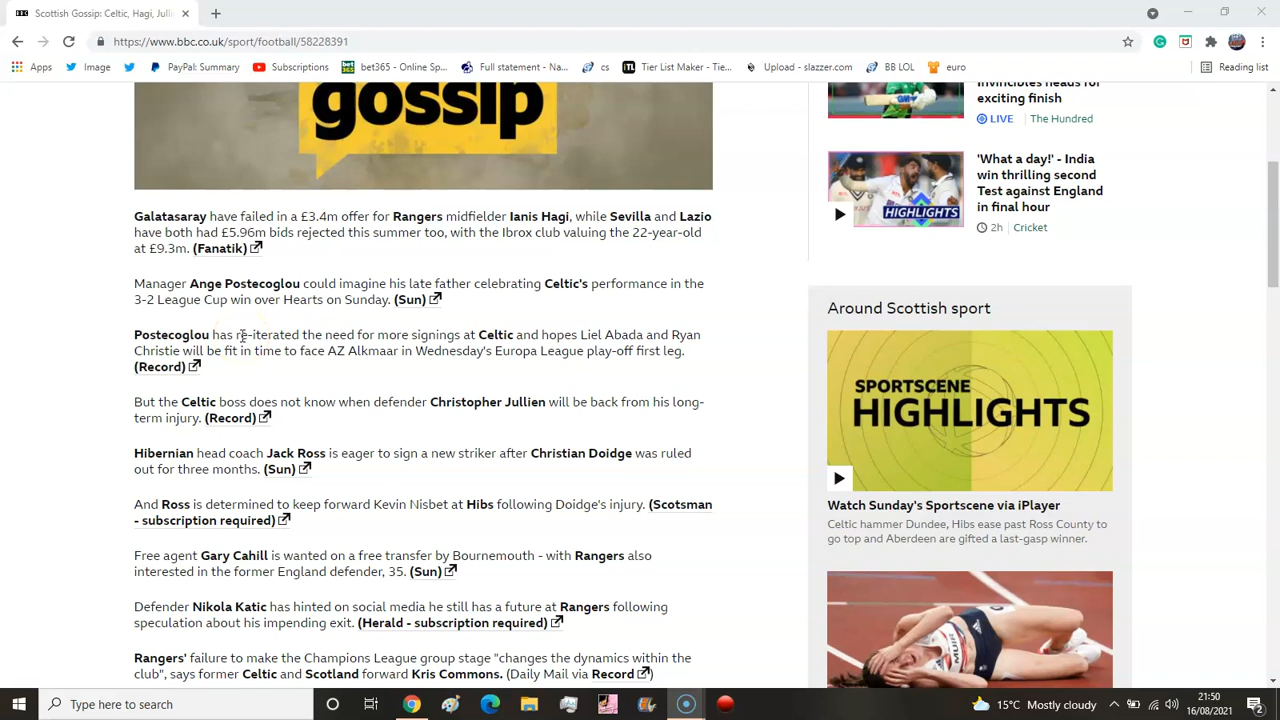 Scottish Gossip: Celtic, Hagi, Julli
https://www.bbc.co.uk/sport/football/58228391
Apps
Image
PayPal: Summary
Subscriptions
bet365 - Online Sp...
Full statement - Na...
cs
Tier List Maker - Tie...
Upload - slazzer.com
BB LOL
euro
Reading list
gossip
Galatasaray have failed in a £3.4m offer for Rangers midfielder Ianis Hagi, while Sevilla and Lazio
have both had £5.96m bids rejected this summer too, with the Ibrox club valuing the 22-year-old
at £9.3m. (Fanatik)
Manager Ange Postecoglou could imagine his late father celebrating Celtic's performance in the
3-2 League Cup win over Hearts on Sunday. (Sun)
Postecoglou has re-iterated the need for more signings at Celtic and hopes Liel Abada and Ryan
Christie will be fit in time to face AZ Alkmaar in Wednesday's Europa League play-off first leg.
(Record)
But the Celtic boss does not know when defender Christopher Jullien will be back from his long-
term injury. (Record)
Hibernian head coach Jack Ross is eager to sign a new striker after Christian Doidge was ruled
out for three months. (Sun)
And Ross is determined to keep forward Kevin Nisbet at Hibs following Doidge's injury. (Scotsman
- subscription required)
Free agent Gary Cahill is wanted on a free transfer by Bournemouth - with Rangers also
interested in the former England defender, 35. (Sun)
Defender Nikola Katic has hinted on social media he still has a future at Rangers following
speculation about his impending exit. (Herald - subscription required)
Rangers' failure to make the Champions League group stage "changes the dynamics within the
club", says former Celtic and Scotland forward Kris Commons. (Daily Mail via Record)
Invincibles heads for
exciting finish
LIVE
The Hundred
HIGHLIGHTS
'What a day!' - India
win thrilling second
Test against England
in final hour
2h
Cricket
Around Scottish sport
SPORTSCENE
HIGHLIGHTS
Watch Sunday's Sportscene via iPlayer
Celtic hammer Dundee, Hibs ease past Ross County to
go top and Aberdeen are gifted a last-gasp winner.
MUIR
Type here to search
15°C Mostly cloudy
21:50
16/08/2021
2